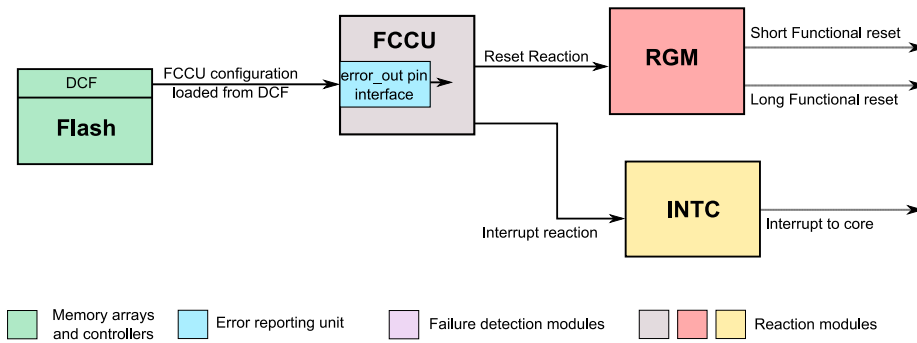 FCCU
RGM
Short Functional reset
Long Functional reset
Reset Reaction
DCF
Flash
FCCU configuration
loaded from DCF
error_out pin
interface
INTC
Interrupt reaction
Interrupt to core
Memory arrays
and controllers
Error reporting unit
Failure detection modules
Reaction modules